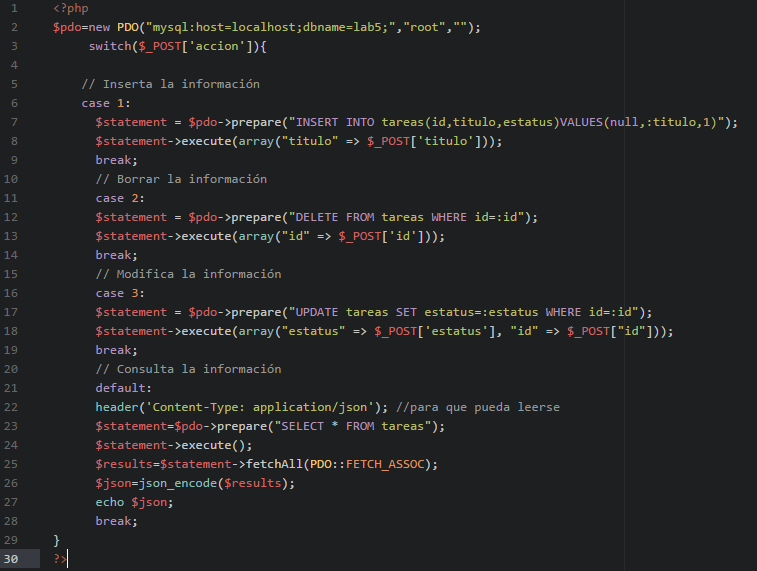 1 <?php
2 $pdo=new PDO("mysql:host=localhost;dbname=lab5;","root","");
3 switch($_POST['accion']){
4
5 // Inserta la información
6 case 1:
7 $statement = $pdo->prepare("INSERT INTO tareas(id,titulo,estatus)VALUES(null,:titulo,1)");
8 $statement->execute(array("titulo" => $_POST['titulo']));
9 break;
10 // Borrar la información
11 case 2:
12 $statement = $pdo->prepare("DELETE FROM tareas WHERE id=:id");
13 $statement->execute(array("id" => $_POST['id']));
14 break;
15 // Modifica la información
16 case 3:
17 $statement = $pdo->prepare("UPDATE tareas SET estatus=:estatus WHERE id=:id");
18 $statement->execute(array("estatus" => $_POST['estatus'], "id" => $_POST["id"]));
19 break;
20 // Consulta la información
21 default:
22 header('Content-Type: application/json'); //para que pueda leerse
23 $statement=$pdo->prepare("SELECT * FROM tareas");
24 $statement->execute();
25 $results=$statement->fetchAll(PDO::FETCH_ASSOC);
26 $json=json_encode($results);
27 echo $json;
28 break;
29 }
30 ?>